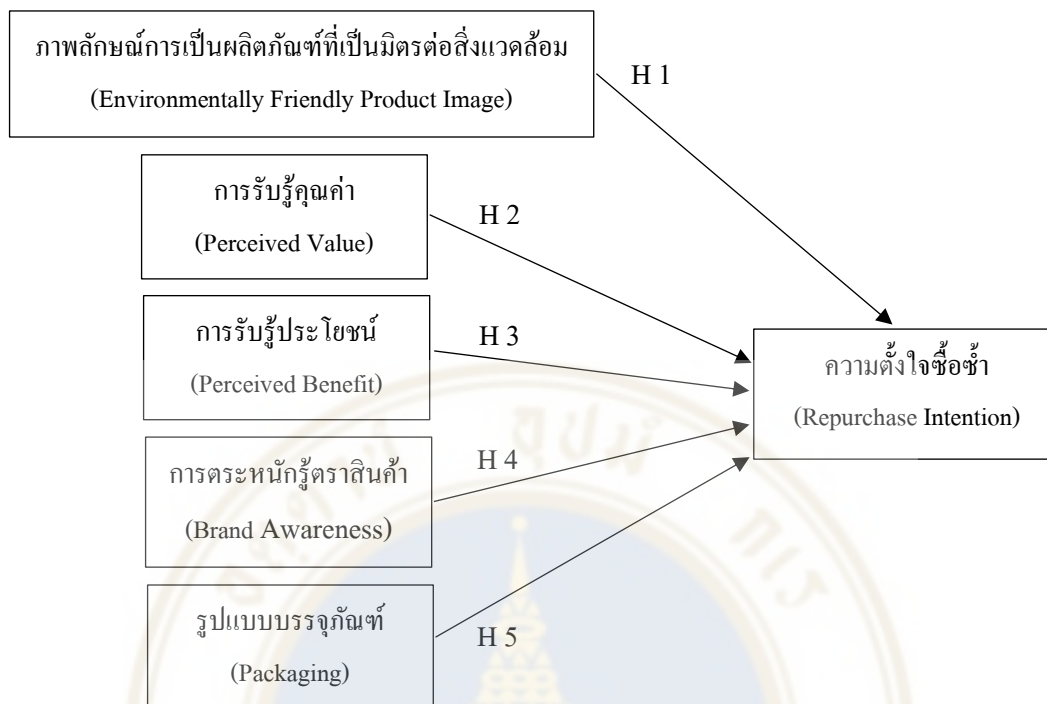 ภาพลักษณ์การเป็นผลิตภัณฑ์ที่เป็นมิตรต่อสิ่งแวดล้อม
(Environmentally Friendly Product Image)
H 1
การรับรู้คุณค่า
(Perceived Value)
H 2
การรับรู้ประโยชน์
(Perceived Benefit)
H 3
การตระหนักรู้ตราสินค้า
(Brand Awareness)
H 4
รูปแบบบรรจุภัณฑ์
(Packaging)
H 5
ความตั้งใจซื้อซ้ำ
(Repurchase Intention)